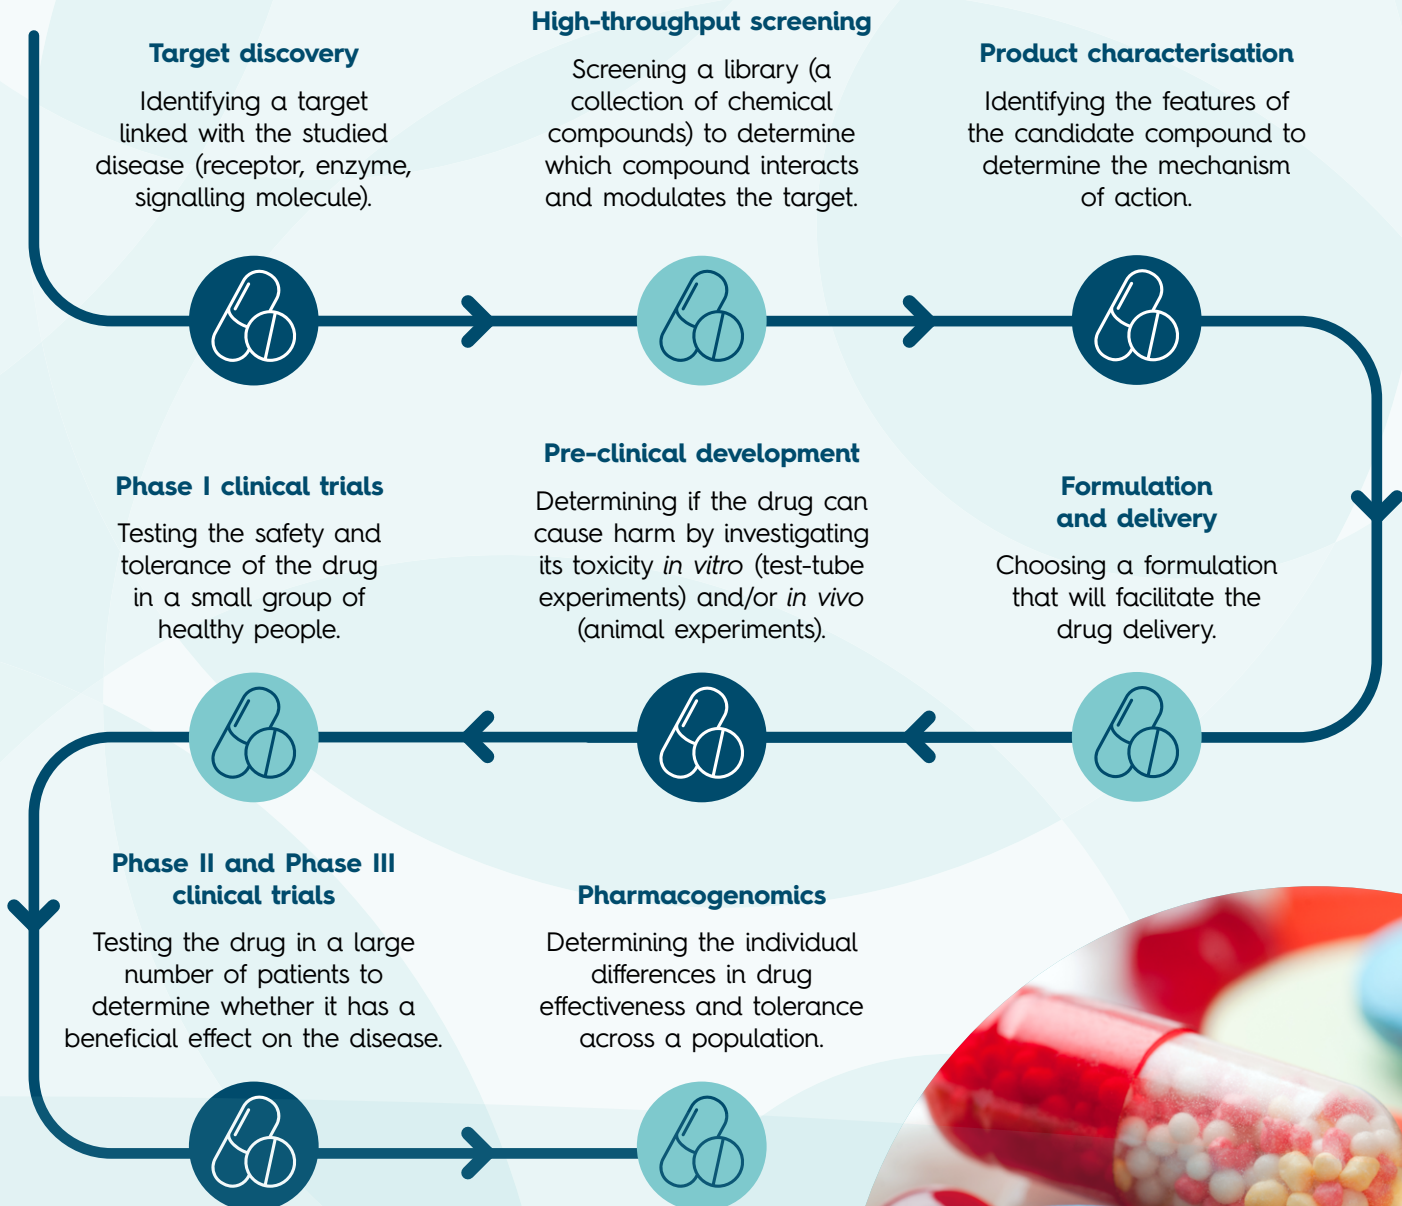 Target discovery
Identifying a target
linked with the studied
disease (receptor, enzyme,
signalling molecule).
High-throughput screening
Screening a library (a
collection of chemical
compounds) to determine
which compound interacts
and modulates the target.
Product characterisation
Identifying the features of
the candidate compound to
determine the mechanism
of action.
Formulation
and delivery
Choosing a formulation
that will facilitate the
drug delivery.
Pre-clinical development
Determining if the drug can
cause harm by investigating
its toxicity in vitro (test-tube
experiments) and/or in vivo
(animal experiments).
Phase I clinical trials
Testing the safety and
tolerance of the drug
in a small group of
healthy people.
Phase II and Phase III
clinical trials
Testing the drug in a large
number of patients to
determine whether it has a
beneficial effect on the disease.
Pharmacogenomics
Determining the individual
differences in drug
effectiveness and tolerance
across a population.